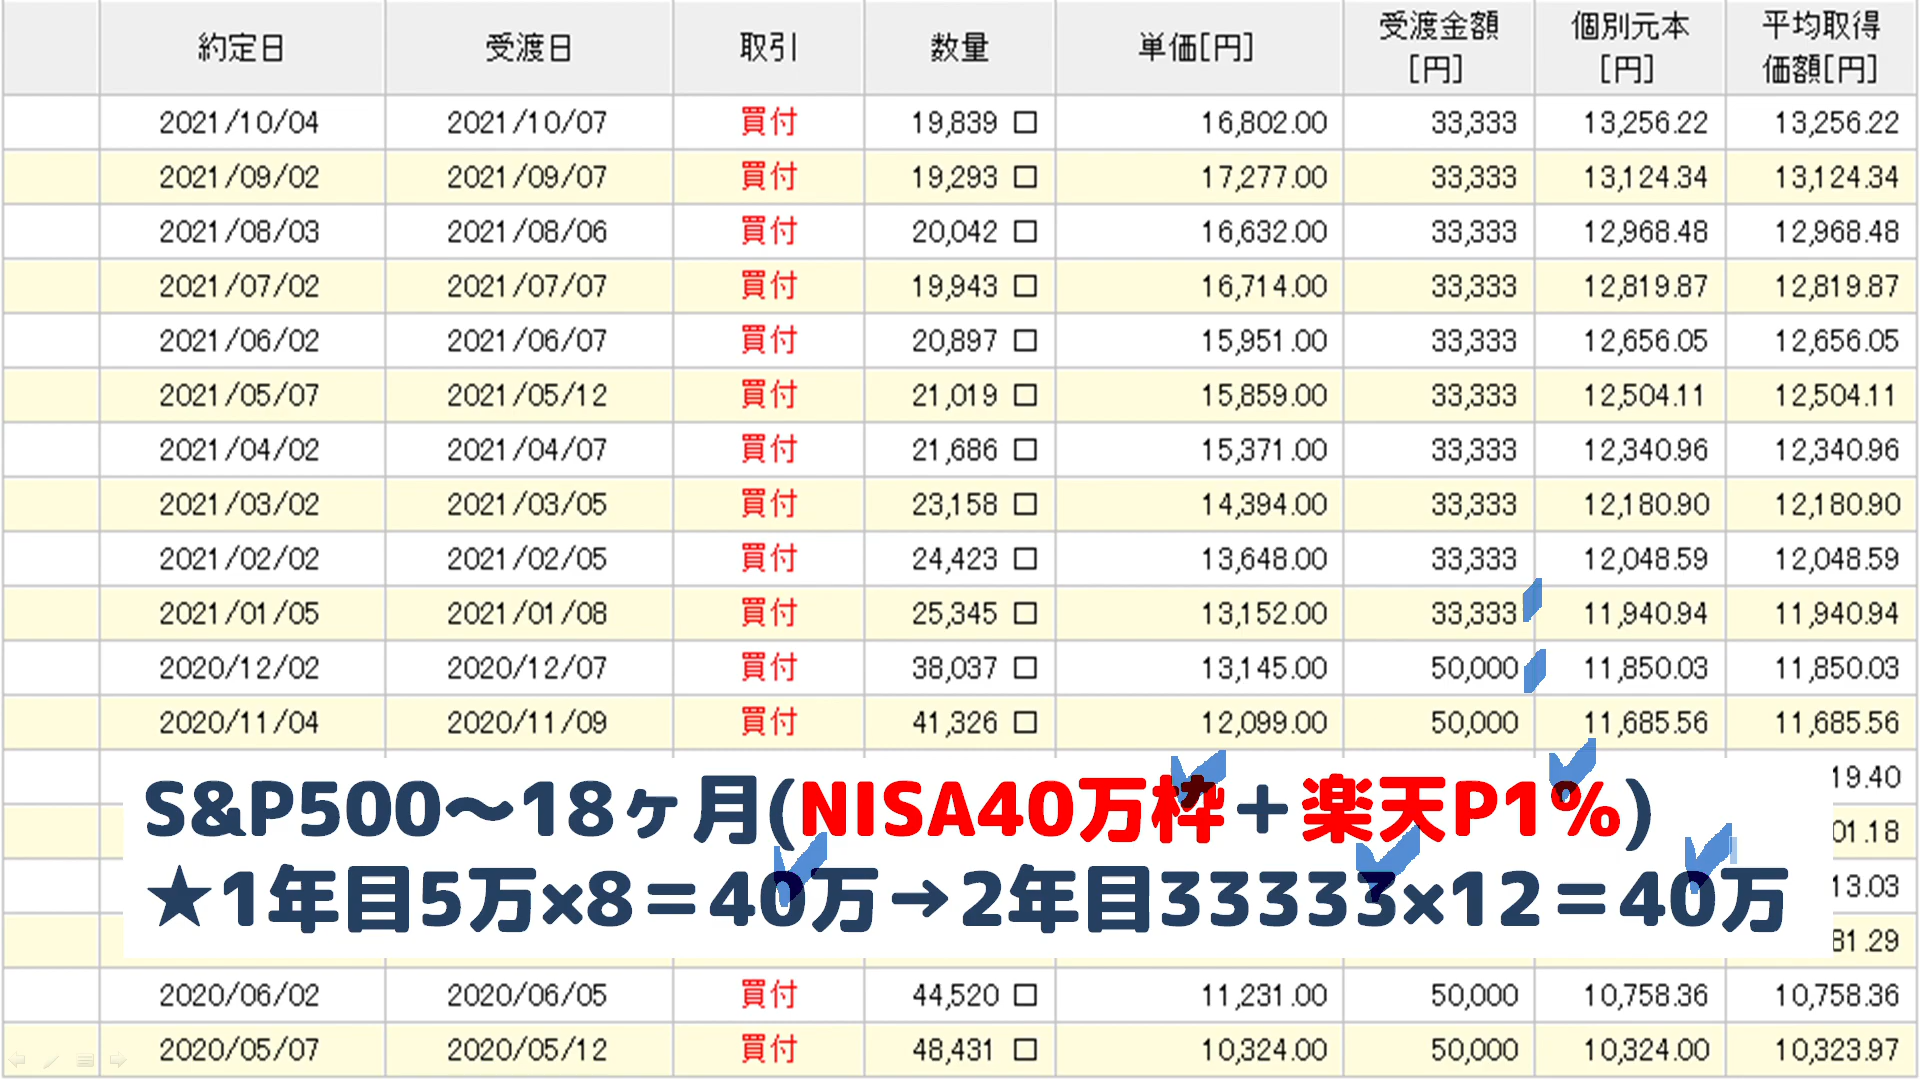 約定日 受渡日 取引 数量 単価[円] 受渡金額[円] 個別元本[円] 平均取得価額[円]
2021/10/04 2021/10/07 買付 19,839 口 16,802.00 33,333 13,256.22 13,256.22
2021/09/02 2021/09/07 買付 19,293 口 17,277.00 33,333 13,124.34 13,124.34
2021/08/03 2021/08/06 買付 20,042 口 16,632.00 33,333 12,968.48 12,968.48
2021/07/02 2021/07/07 買付 19,943 口 16,714.00 33,333 12,819.87 12,819.87
2021/06/02 2021/06/07 買付 20,897 口 15,951.00 33,333 12,656.05 12,656.05
2021/05/07 2021/05/12 買付 21,019 口 15,859.00 33,333 12,504.11 12,504.11
2021/04/02 2021/04/07 買付 21,686 口 15,371.00 33,333 12,340.96 12,340.96
2021/03/02 2021/03/05 買付 23,158 口 14,394.00 33,333 12,180.90 12,180.90
2021/02/02 2021/02/05 買付 24,423 口 13,648.00 33,333 12,048.59 12,048.59
2021/01/05 2021/01/08 買付 25,345 口 13,152.00 33,333 11,940.94 11,940.94
2020/12/02 2020/12/07 買付 38,037 口 13,145.00 50,000 11,850.03 11,850.03
2020/11/04 2020/11/09 買付 41,326 口 12,099.00 50,000 11,685.56 11,685.56
19.40
S&P500～18ヶ月(NISA40万枠＋楽天P1%)
01.18
13.03
★1年目5万×8＝40万→2年目33333×12＝40万
81.29
2020/06/02 2020/06/05 買付 44,520 口 11,231.00 50,000 10,758.36 10,758.36
2020/05/07 2020/05/12 買付 48,431 口 10,324.00 50,000 10,324.00 10,323.97